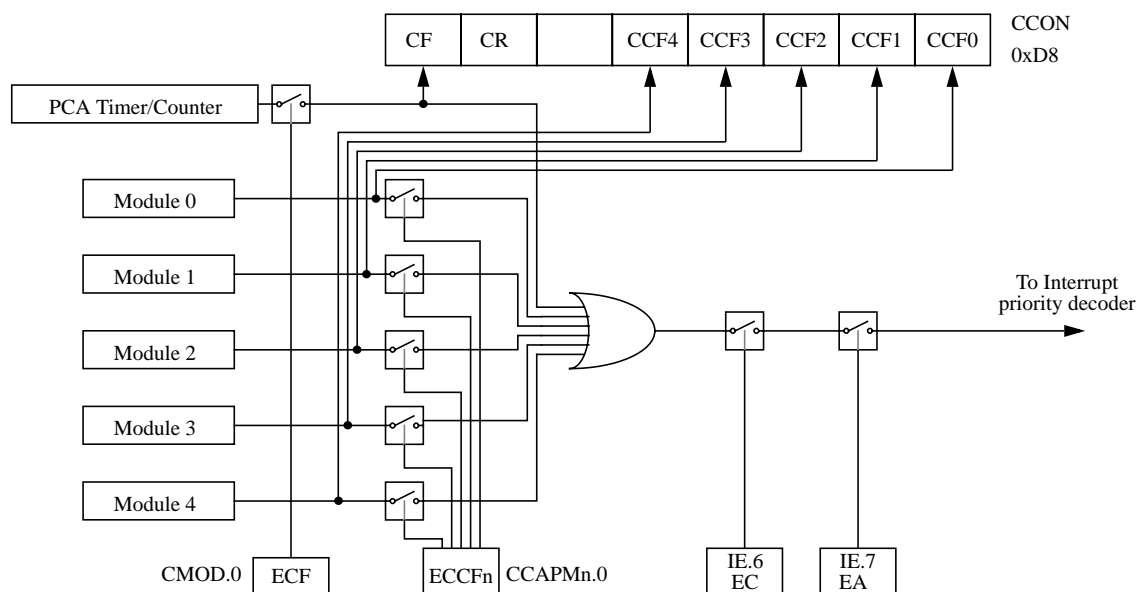 CF CR CCF4 CCF3 CCF2 CCF1 CCF0
CCON
0xD8
PCA Timer/Counter
Module 0
Module 1
Module 2
Module 3
Module 4
To Interrupt
priority decoder
CMOD.0 ECF
ECCFn CCAPMn.0
IE.6
EC
IE.7
EA